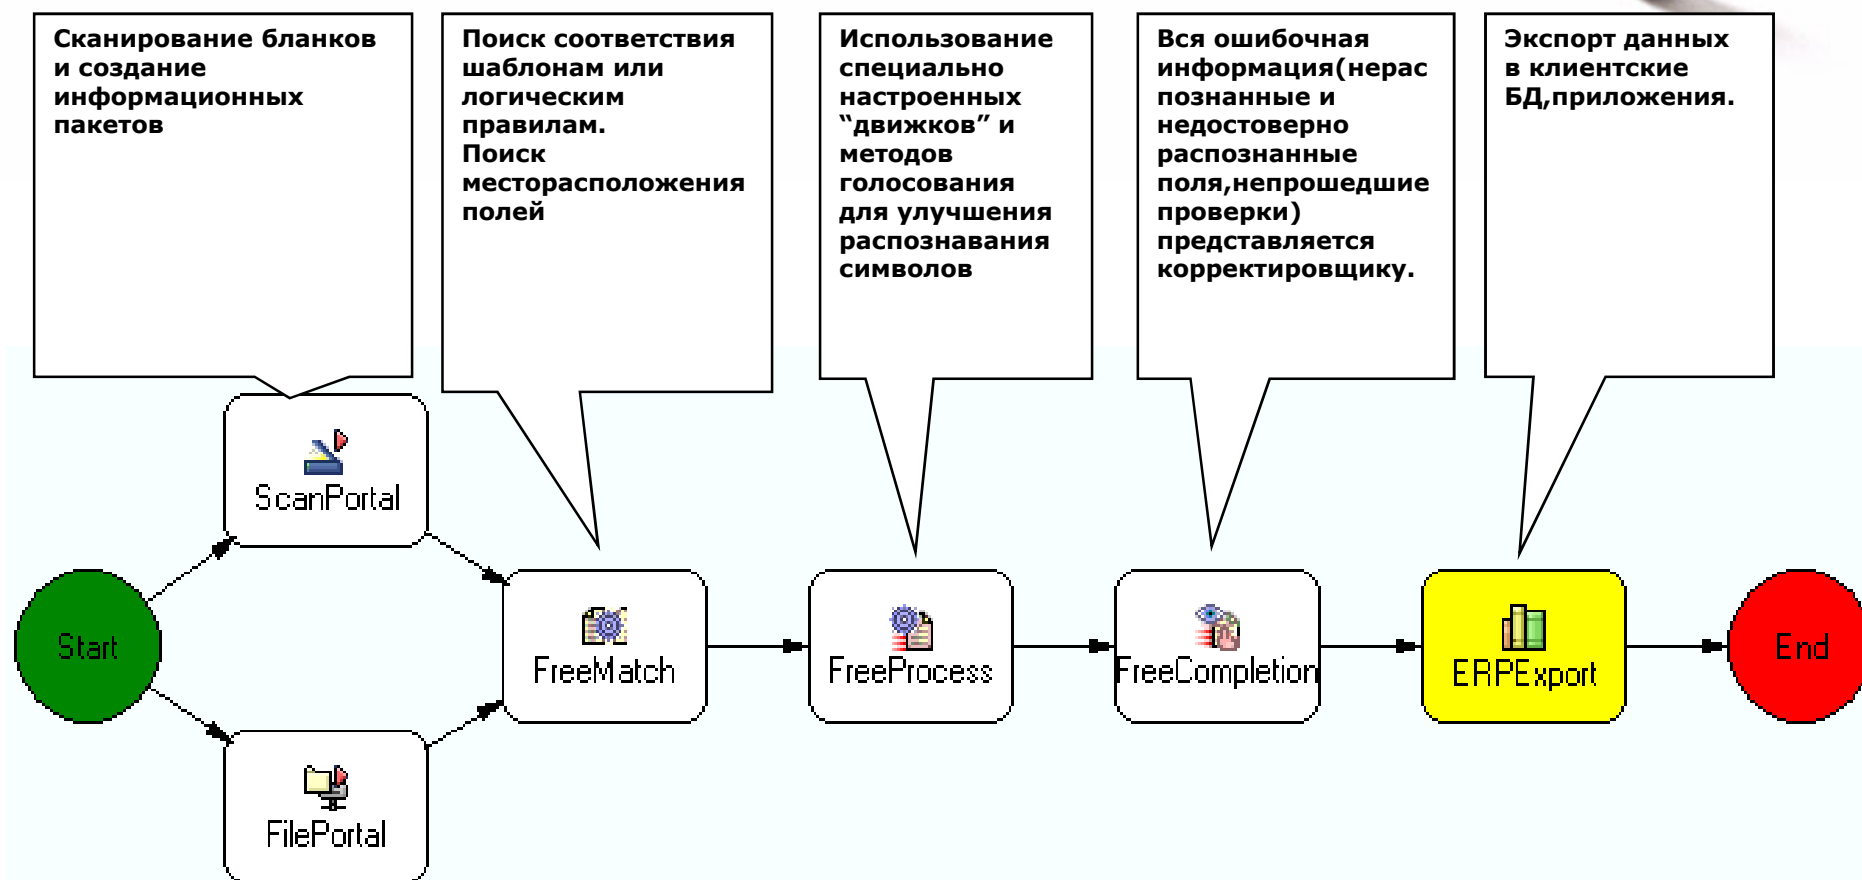 Сканирование бланков
и создание
информационных
пакетов
Поиск соответствия
шаблонам или
логическим
правилам.
Поиск
месторасположения
полей
Использование
специально
настроенных
“движков” и
методов
голосования
для улучшения
распознавания
символов
Вся ошибочная
информация(нерас
познанные и
недостоверно
распознанные
поля,непрошедшие
проверки)
представляется
корректировщику.
Экспорт данных
в клиентские
БД,приложения.
ScanPortal
Start
FreeMatch
FreeProcess
FreeCompletion
ERPExport
End
FilePortal